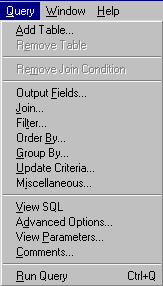 Query Window Help
Add Table...
Remove Table
Remove Join Condition
Output Fields...
Join...
Filter...
Order By...
Group By...
Update Criteria...
Miscellaneous...
View SQL
Advanced Options...
View Parameters...
Comments...
Run Query Ctrl+Q